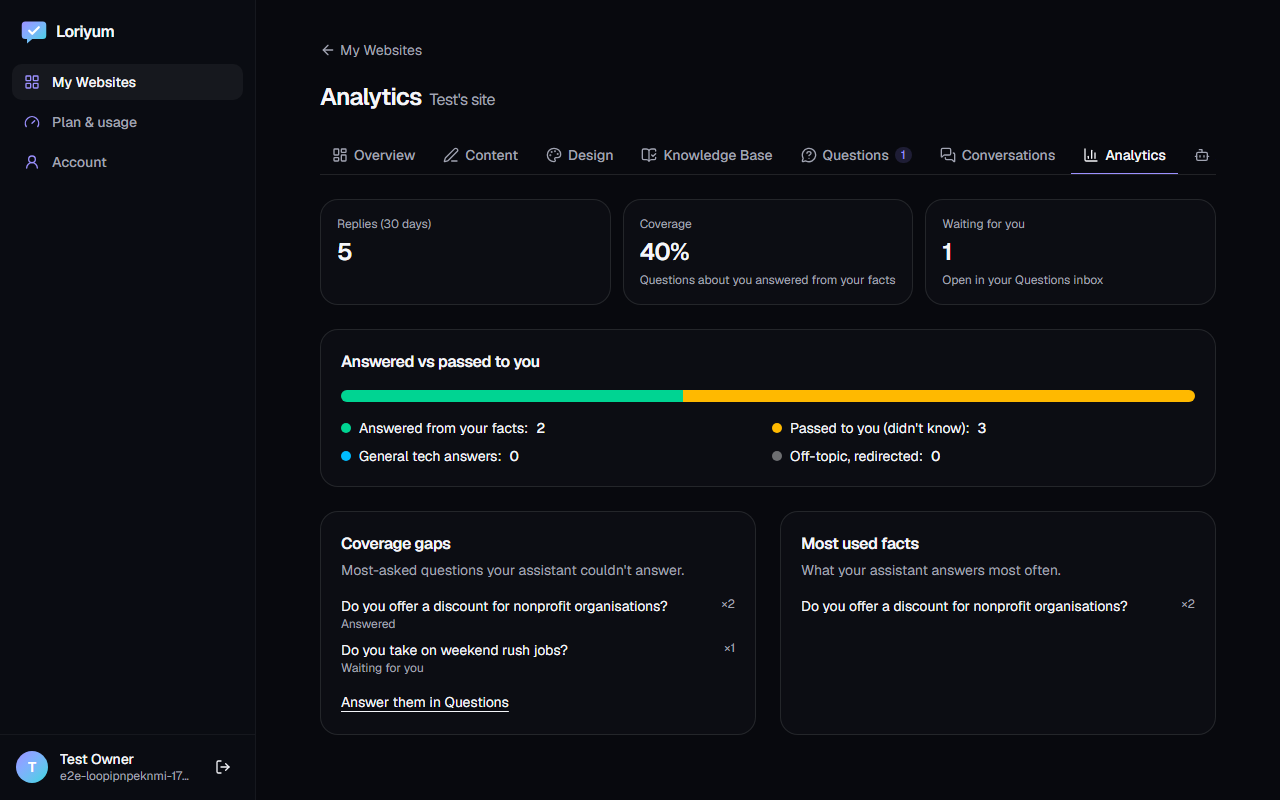 Loriyum
My Websites
Plan & usage
Account
Test Owner
e2e-loopipnpeknmi-17...
My Websites
Analytics Test's site
Overview Content Design Knowledge Base Questions 1 Conversations Analytics
Replies (30 days)
5
Coverage
40%
Questions about you answered from your facts
Waiting for you
1
Open in your Questions inbox
Answered vs passed to you
Answered from your facts: 2
Passed to you (didn't know): 3
General tech answers: 0
Off-topic, redirected: 0
Coverage gaps
Most-asked questions your assistant couldn't answer.
Do you offer a discount for nonprofit organisations? ×2
Answered
Do you take on weekend rush jobs? ×1
Waiting for you
Answer them in Questions
Most used facts
What your assistant answers most often.
Do you offer a discount for nonprofit organisations? ×2
T